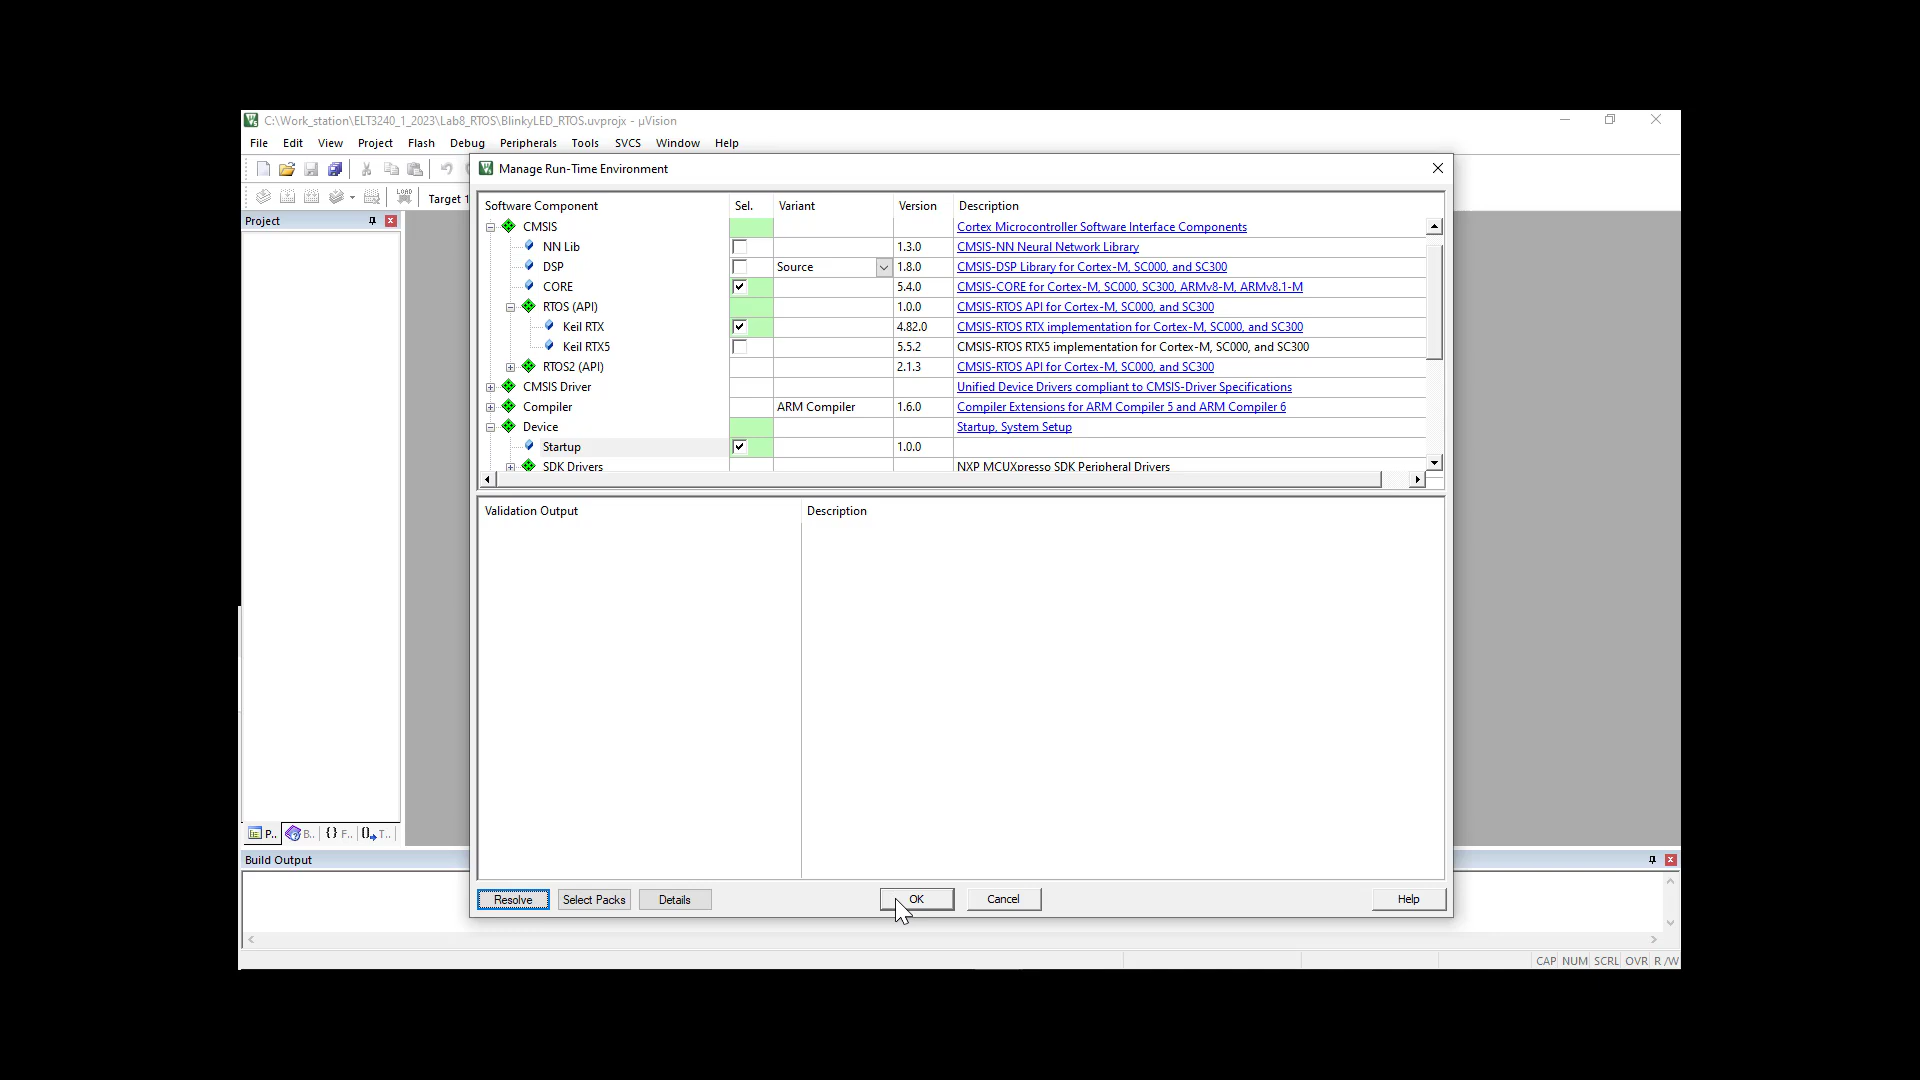 C:\Work_station\ELT3240_1_2023\Lab8_RTOS\BlinkyLED_RTOS.uvprojx - µVision
File Edit View Project Flash Debug Peripherals Tools SVCS Window Help
Manage Run-Time Environment
LOAD Target 1
Project
Software Component Sel. Variant Version Description
CMSIS Cortex Microcontroller Software Interface Components
NN Lib 1.3.0 CMSIS-NN Neural Network Library
DSP Source 1.8.0 CMSIS-DSP Library for Cortex-M, SC000, and SC300
CORE 5.4.0 CMSIS-CORE for Cortex-M, SC000, SC300, ARMv8-M, ARMv8.1-M
RTOS (API) 1.0.0 CMSIS-RTOS API for Cortex-M, SC000, and SC300
Keil RTX 4.82.0 CMSIS-RTOS RTX implementation for Cortex-M, SC000, and SC300
Keil RTX5 5.5.2 CMSIS-RTOS RTX5 implementation for Cortex-M, SC000, and SC300
RTOS2 (API) 2.1.3 CMSIS-RTOS API for Cortex-M, SC000, and SC300
CMSIS Driver Unified Device Drivers compliant to CMSIS-Driver Specifications
Compiler ARM Compiler 1.6.0 Compiler Extensions for ARM Compiler 5 and ARM Compiler 6
Device Startup, System Setup
Startup 1.0.0
SDK Drivers NXP MCUXpresso SDK Peripheral Drivers
Validation Output Description
P.. B.. {} F.. T..
Build Output
Resolve Select Packs Details OK Cancel Help
CAP NUM SCRL OVR R/W